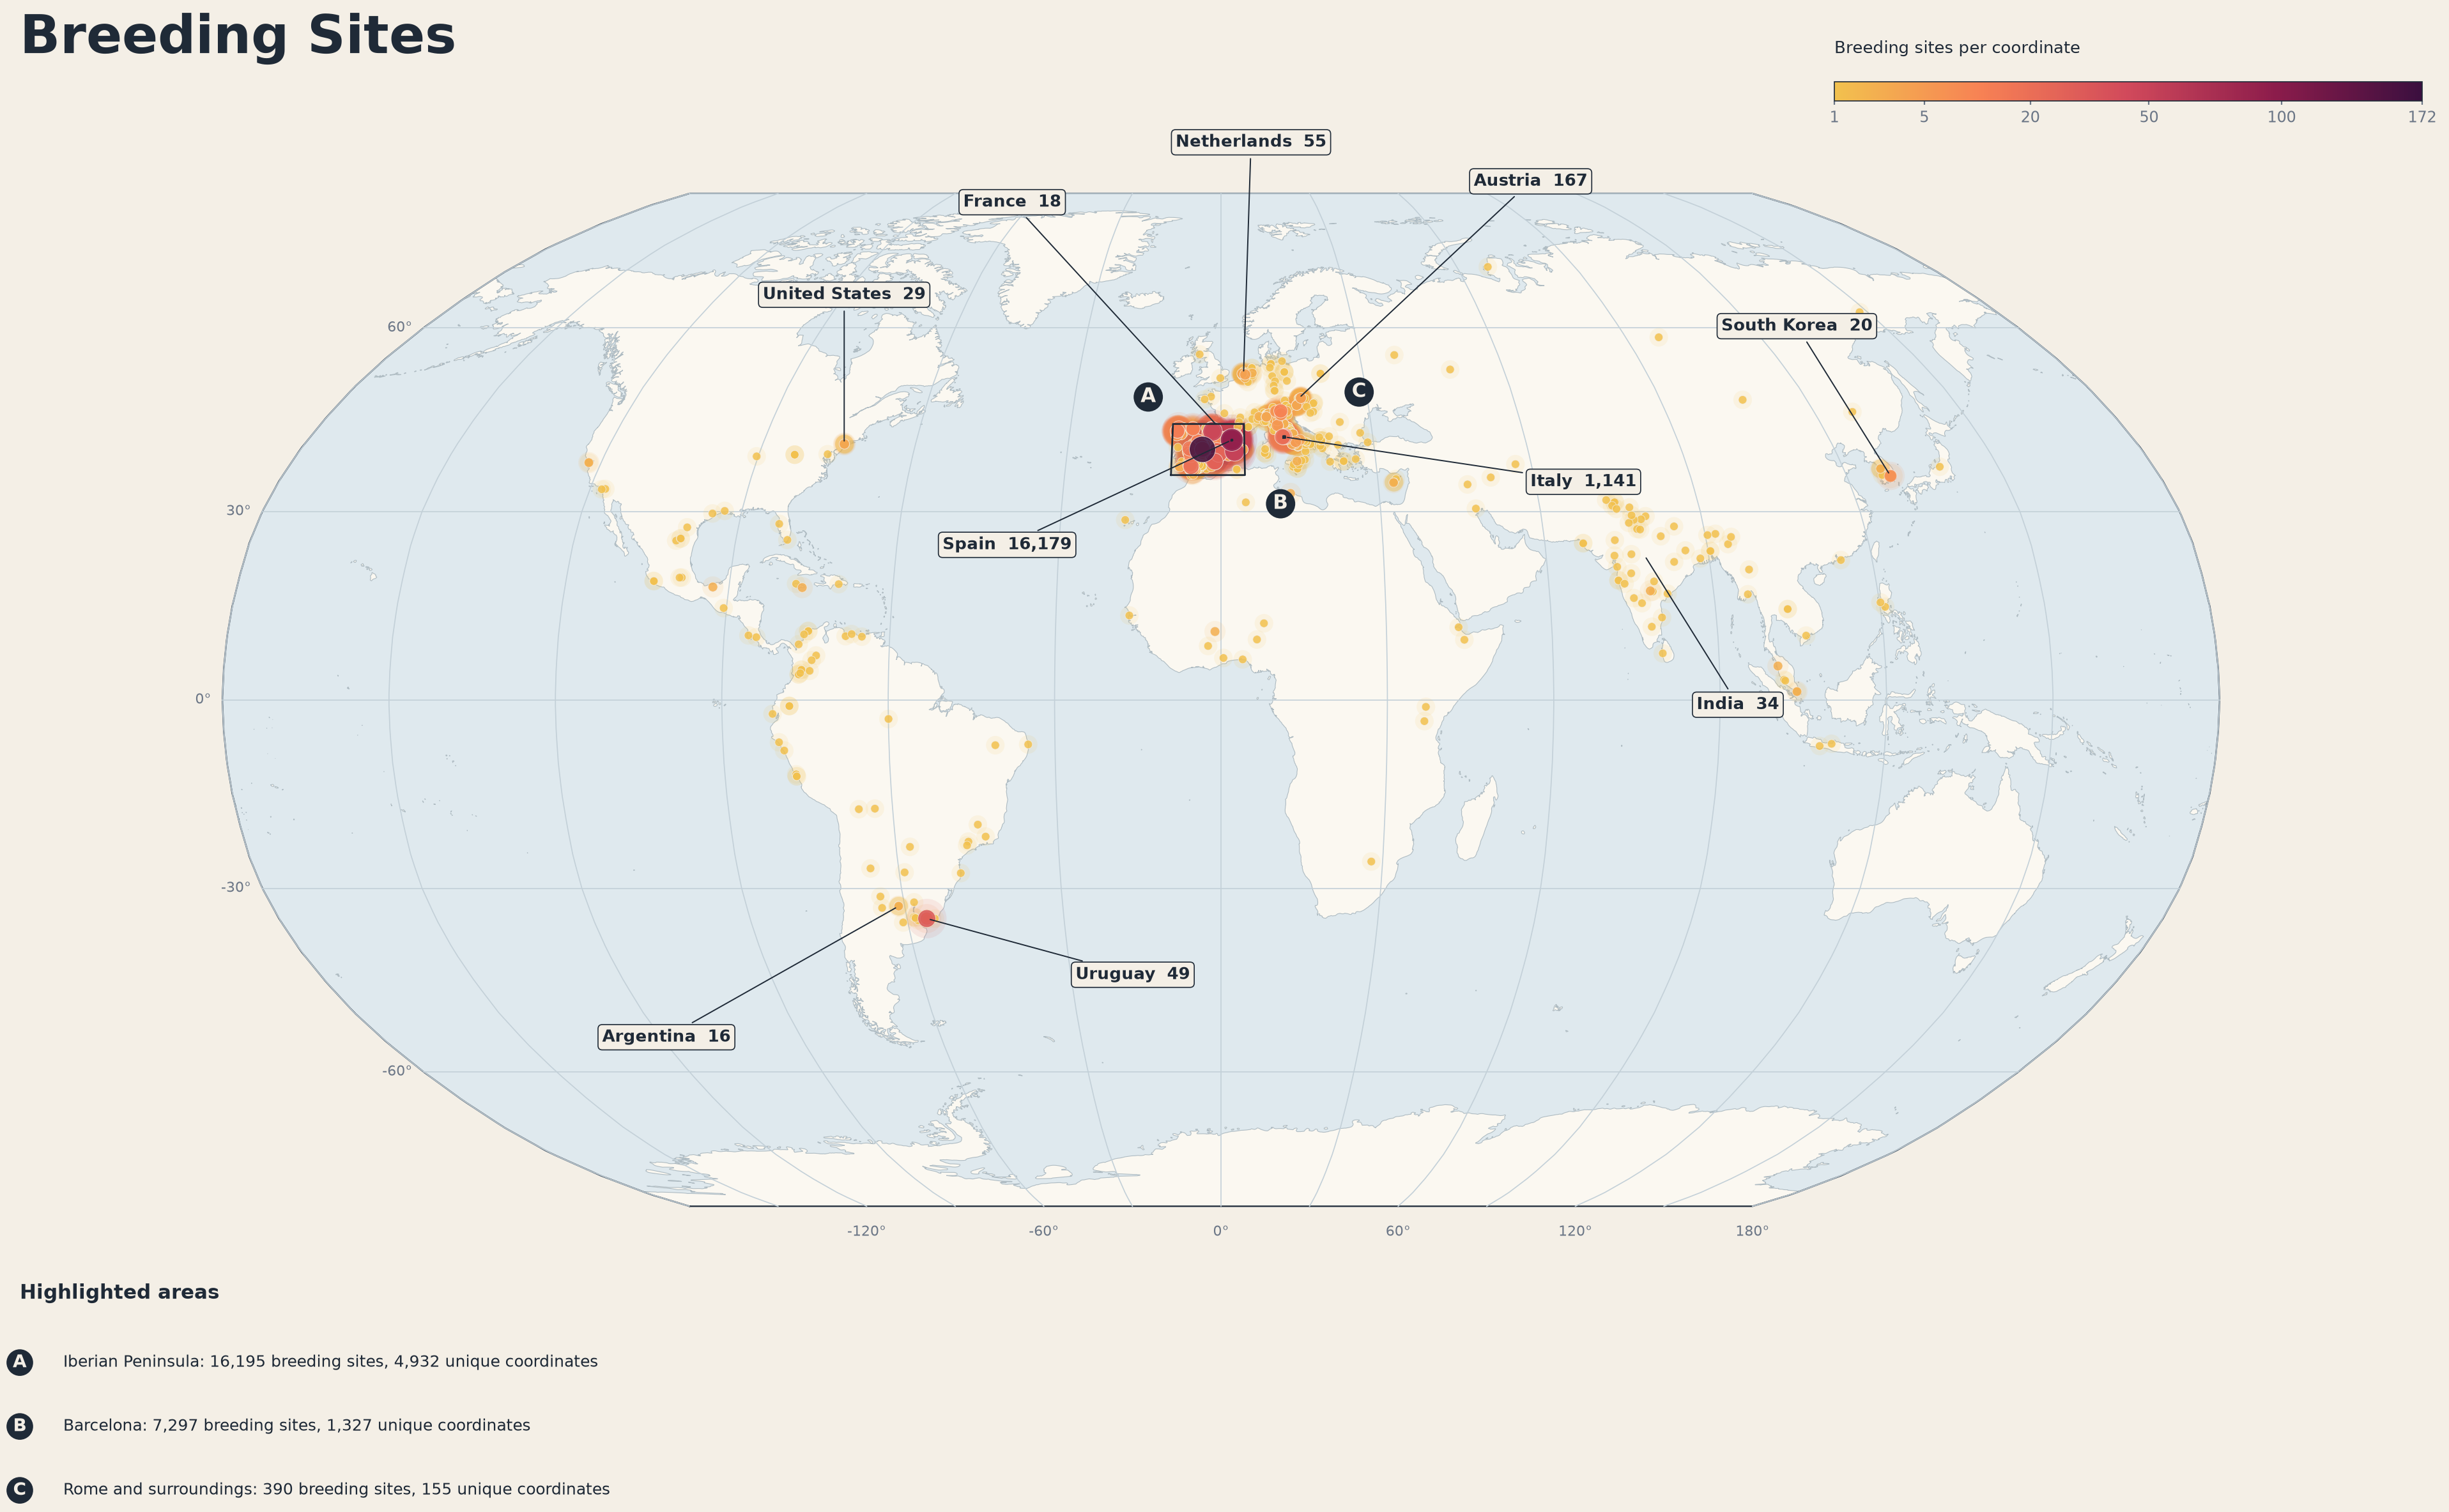 Breeding Sites
Breeding sites per coordinate
1 5 20 50 100 172
Netherlands 55
Austria 167
France 18
United States 29
60°
South Korea 20
A
C
Italy 1,141
30°
B
Spain 16,179
0°
India 34
-30°
Uruguay 49
Argentina 16
-60°
-120° -60° 0° 60° 120° 180°
Highlighted areas
A Iberian Peninsula: 16,195 breeding sites, 4,932 unique coordinates
B Barcelona: 7,297 breeding sites, 1,327 unique coordinates
C Rome and surroundings: 390 breeding sites, 155 unique coordinates